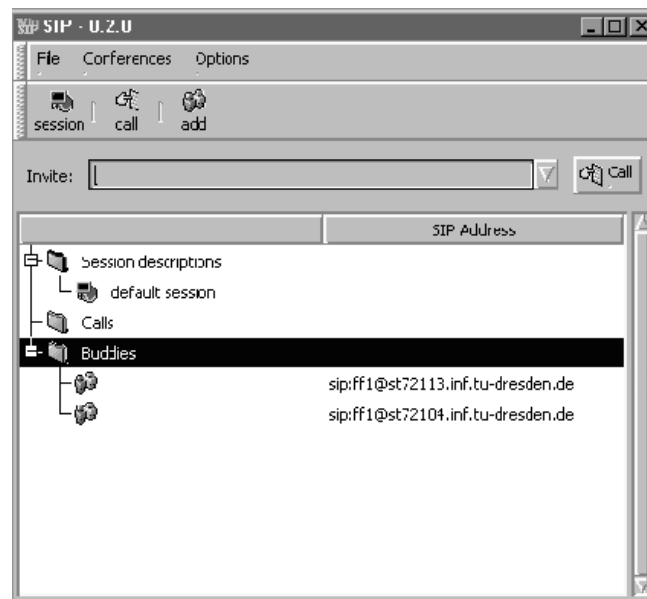 SIP - 0.2.0
File Conferences Options
session call add
Invite: Call
SIP Address
Session descriptions
default session
Calls
Buddies
sip:ff1@st72113.inf.tu-dresden.de
sip:ff1@st72104.inf.tu-dresden.de